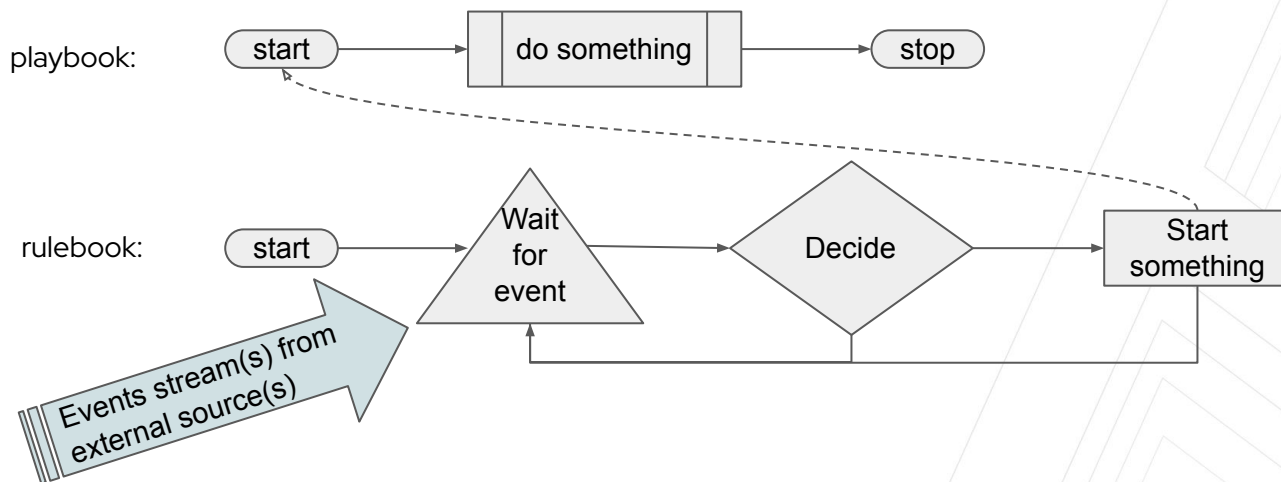 playbook:
start
do something
stop
rulebook:
start
Wait
for
event
Decide
Start
something
Events stream(s) from
external source(s)